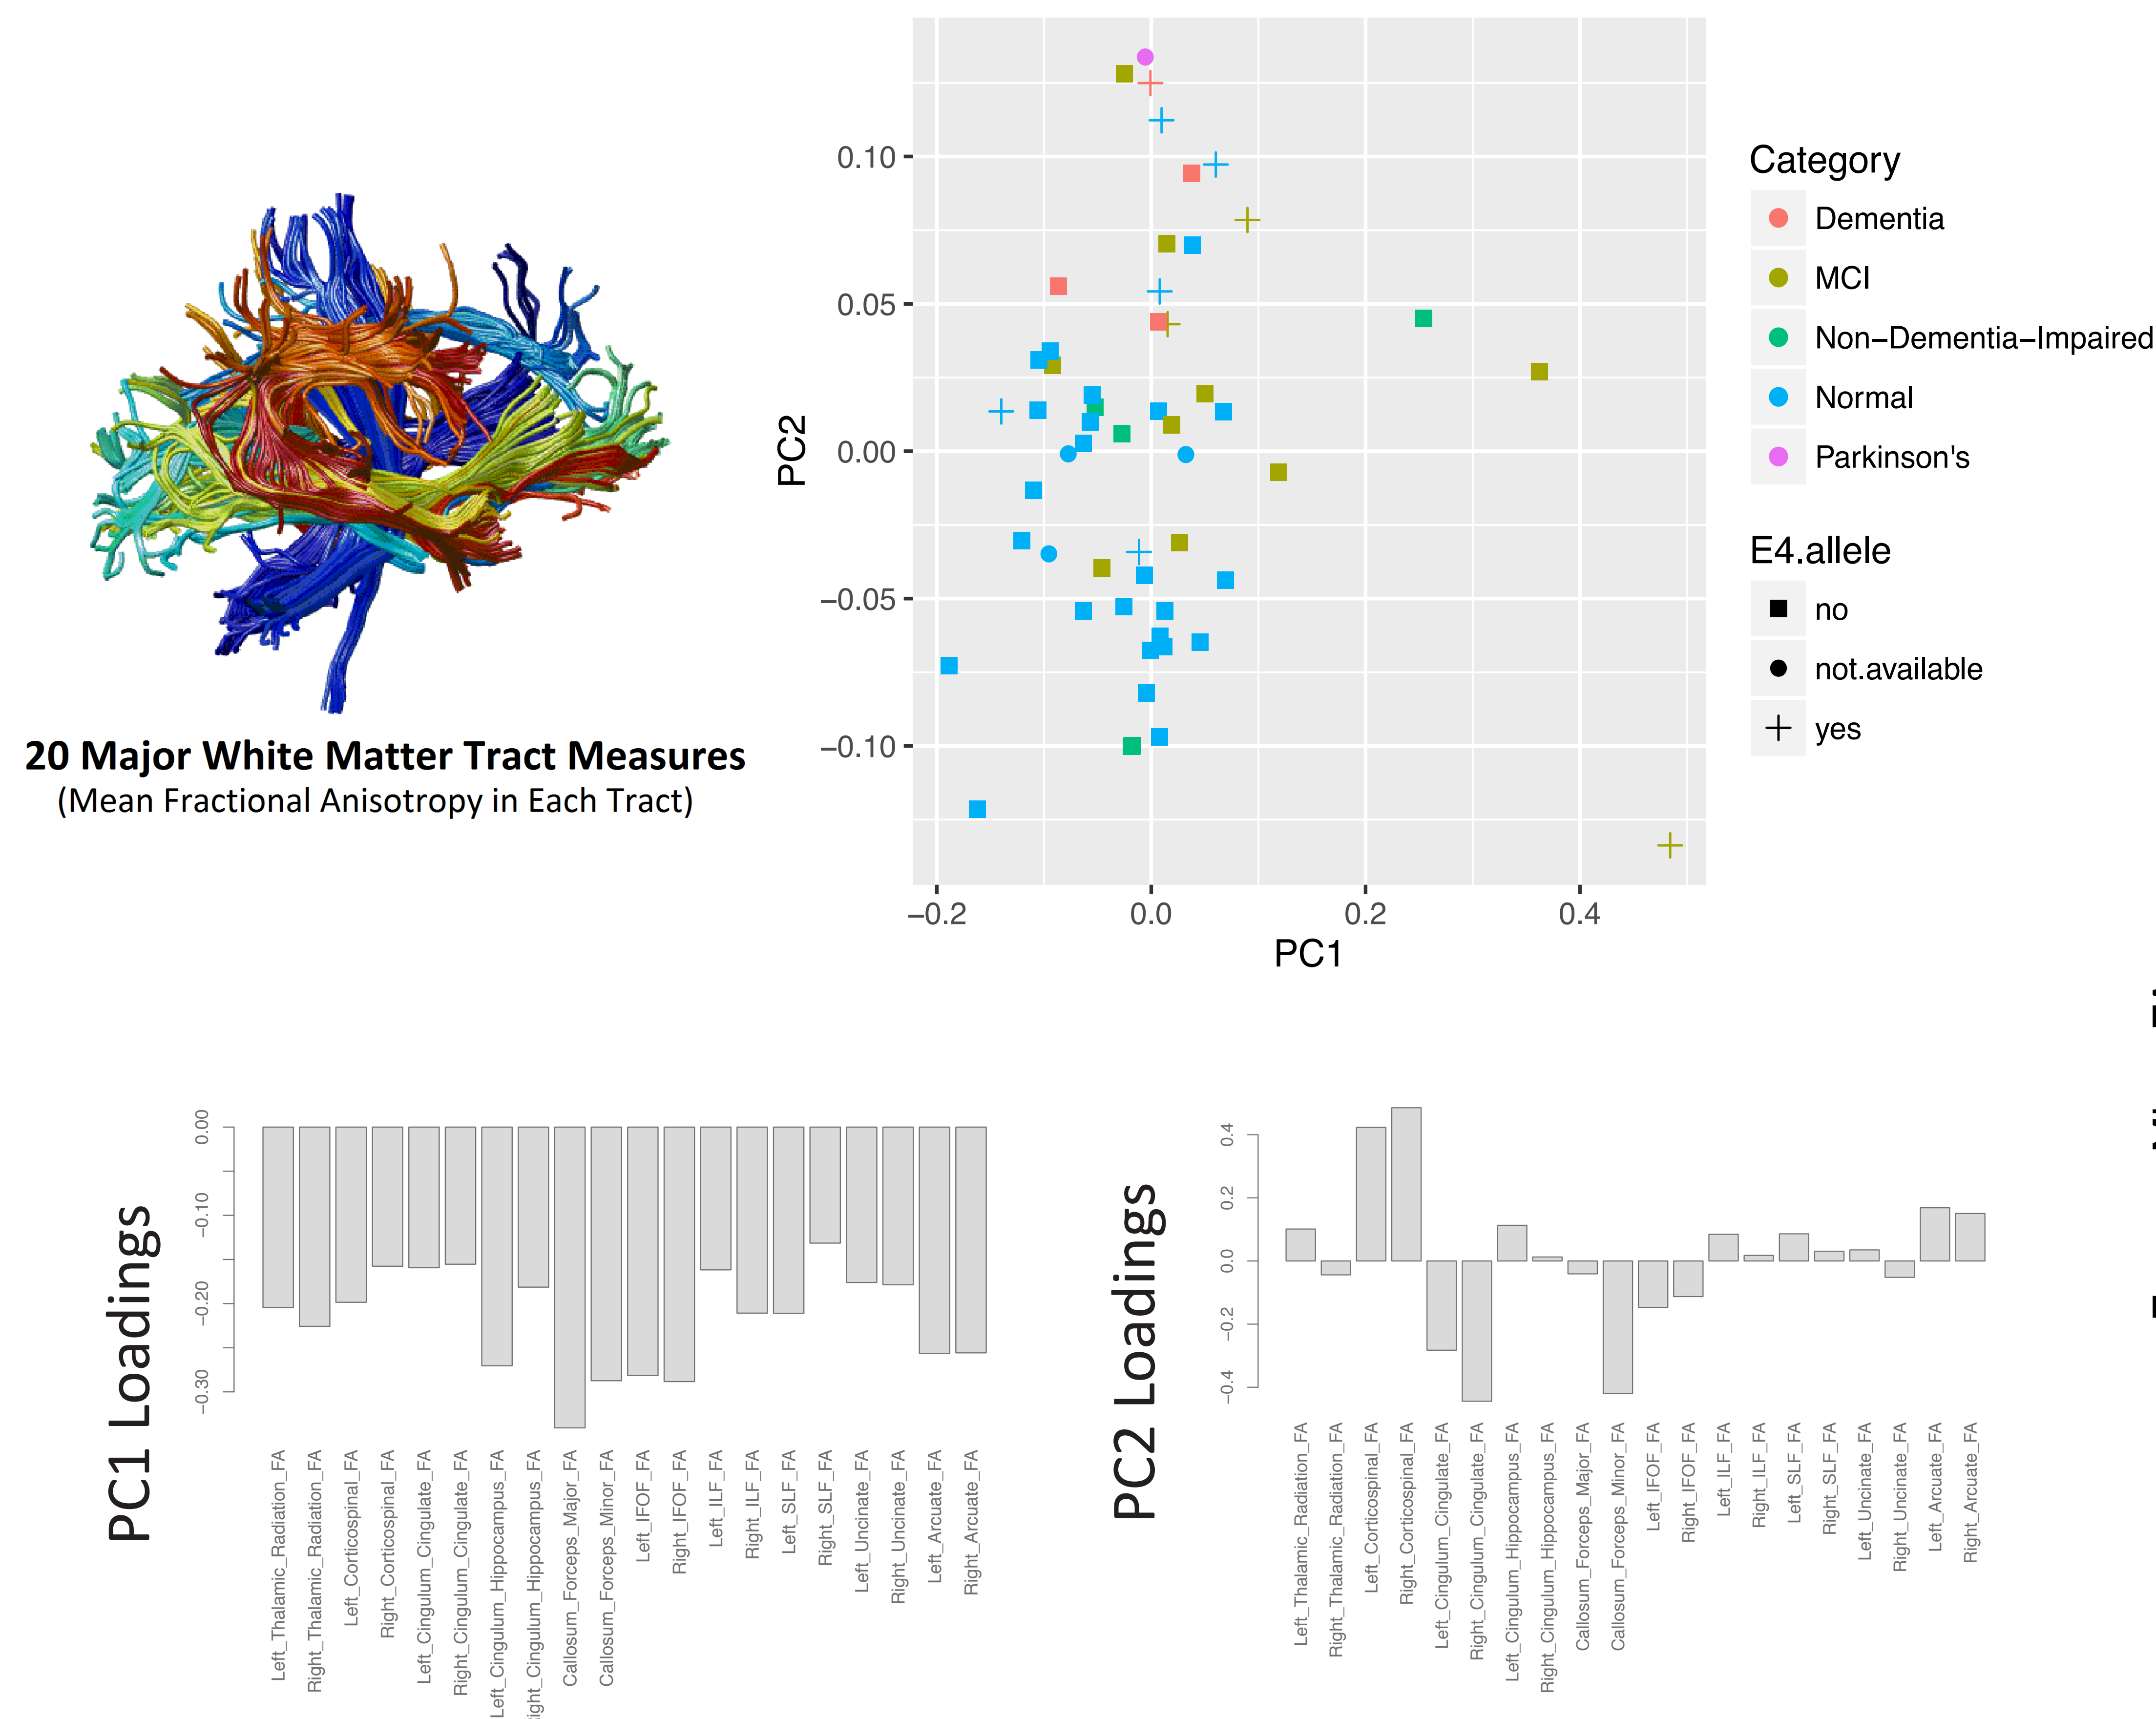 20 Major White Matter Tract Measures
(Mean Fractional Anisotropy in Each Tract)
PC2
0.10
0.05
0.00
−0.05
−0.10
−0.2
0.0
0.2
0.4
PC1
Category
Dementia
MCI
Non−Dementia−Impaired
Normal
Parkinson's
E4.allele
no
not.available
yes
PC1 Loadings
0.00
−0.10
−0.20
−0.30
Left_Thalamic_Radiation_FA
Right_Thalamic_Radiation_FA
Left_Corticospinal_FA
Right_Corticospinal_FA
Left_Cingulum_Cingulate_FA
Right_Cingulum_Cingulate_FA
Left_Cingulum_Hippocampus_FA
ight_Cingulum_Hippocampus_FA
Callosum_Forceps_Major_FA
Callosum_Forceps_Minor_FA
Left_IFOF_FA
Right_IFOF_FA
Left_ILF_FA
Right_ILF_FA
Left_SLF_FA
Right_SLF_FA
Left_Uncinate_FA
Right_Uncinate_FA
Left_Arcuate_FA
Right_Arcuate_FA
PC2 Loadings
0.4
0.2
0.0
−0.2
−0.4
Left_Thalamic_Radiation_FA
Right_Thalamic_Radiation_FA
Left_Corticospinal_FA
Right_Corticospinal_FA
Left_Cingulum_Cingulate_FA
Right_Cingulum_Cingulate_FA
Left_Cingulum_Hippocampus_FA
Right_Cingulum_Hippocampus_FA
Callosum_Forceps_Major_FA
Callosum_Forceps_Minor_FA
Left_IFOF_FA
Right_IFOF_FA
Left_ILF_FA
Right_ILF_FA
Left_SLF_FA
Right_SLF_FA
Left_Uncinate_FA
Right_Uncinate_FA
Left_Arcuate_FA
Right_Arcuate_FA